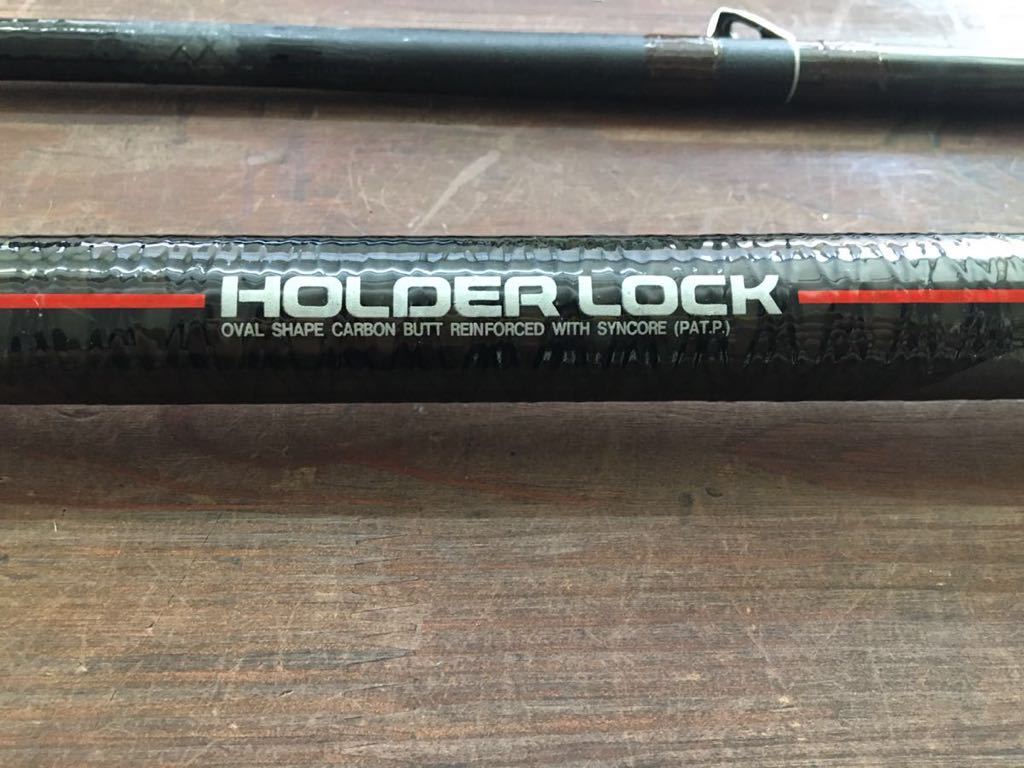 HOLDER LOCK
OVAL SHAPE CARBON BUTT REINFORCED WITH SYNCORE (PAT.P.)